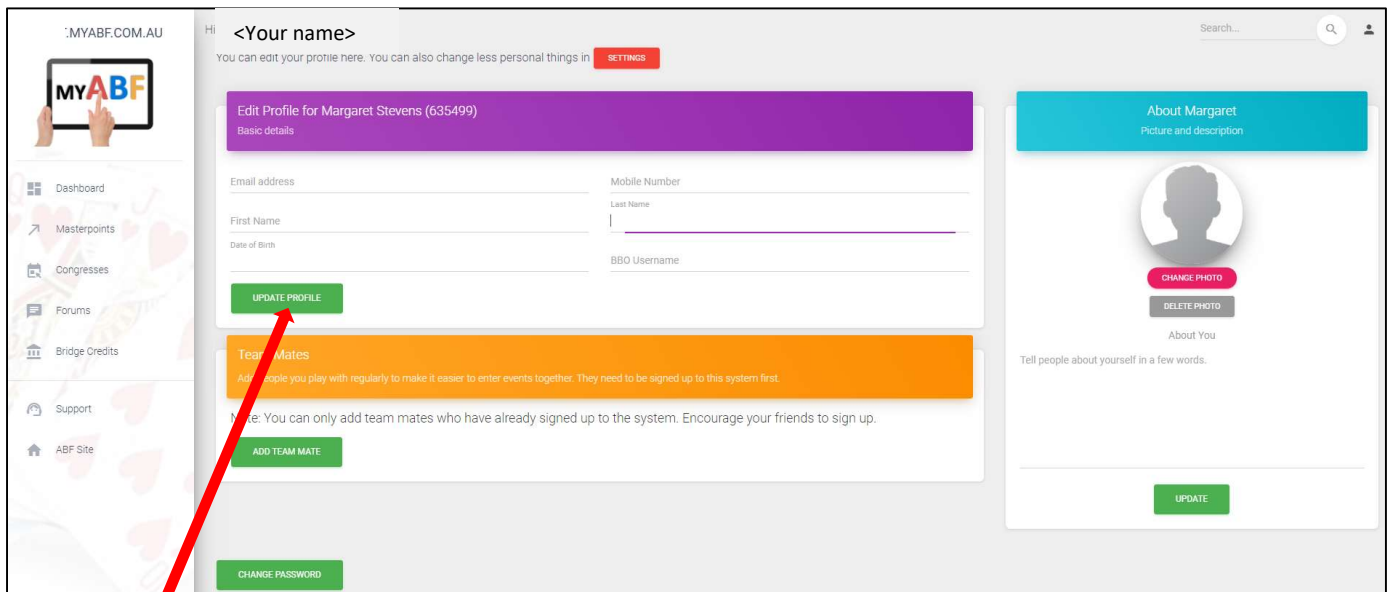 :.MYABF.COM.AU
Hi
<Your name>
Search...
You can edit your profile here. You can also change less personal things in SETTINGS
MYABF
Edit Profile for Margaret Stevens (635499)
Basic details
About Margaret
Picture and description
Dashboard
Masterpoints
Congresses
Forums
Bridge Credits
Support
ABF Site
Email address
Mobile Number
First Name
Last Name
Date of Birth
BBO Username
UPDATE PROFILE
CHANGE PHOTO
DELETE PHOTO
About You
Tell people about yourself in a few words.
UPDATE
Team Mates
Add people you play with regularly to make it easier to enter events together. They need to be signed up to this system first.
Note: You can only add team mates who have already signed up to the system. Encourage your friends to sign up.
ADD TEAM MATE
CHANGE PASSWORD